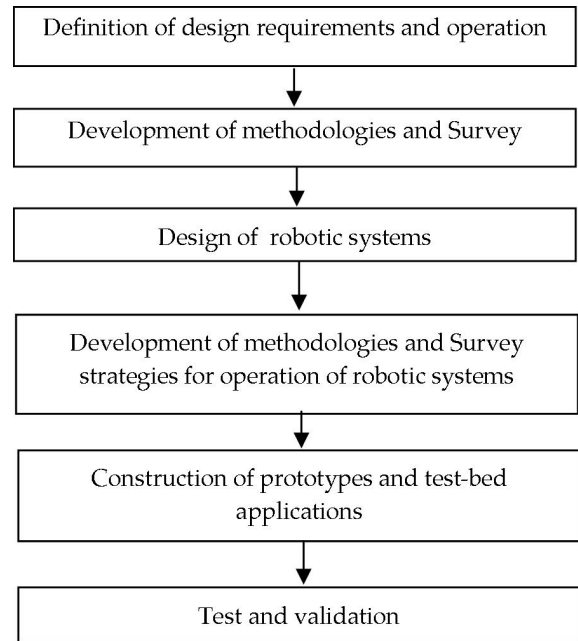 Definition of design requirements and operation
Development of methodologies and Survey
Design of robotic systems
Development of methodologies and Survey
strategies for operation of robotic systems
Construction of prototypes and test-bed
applications
Test and validation